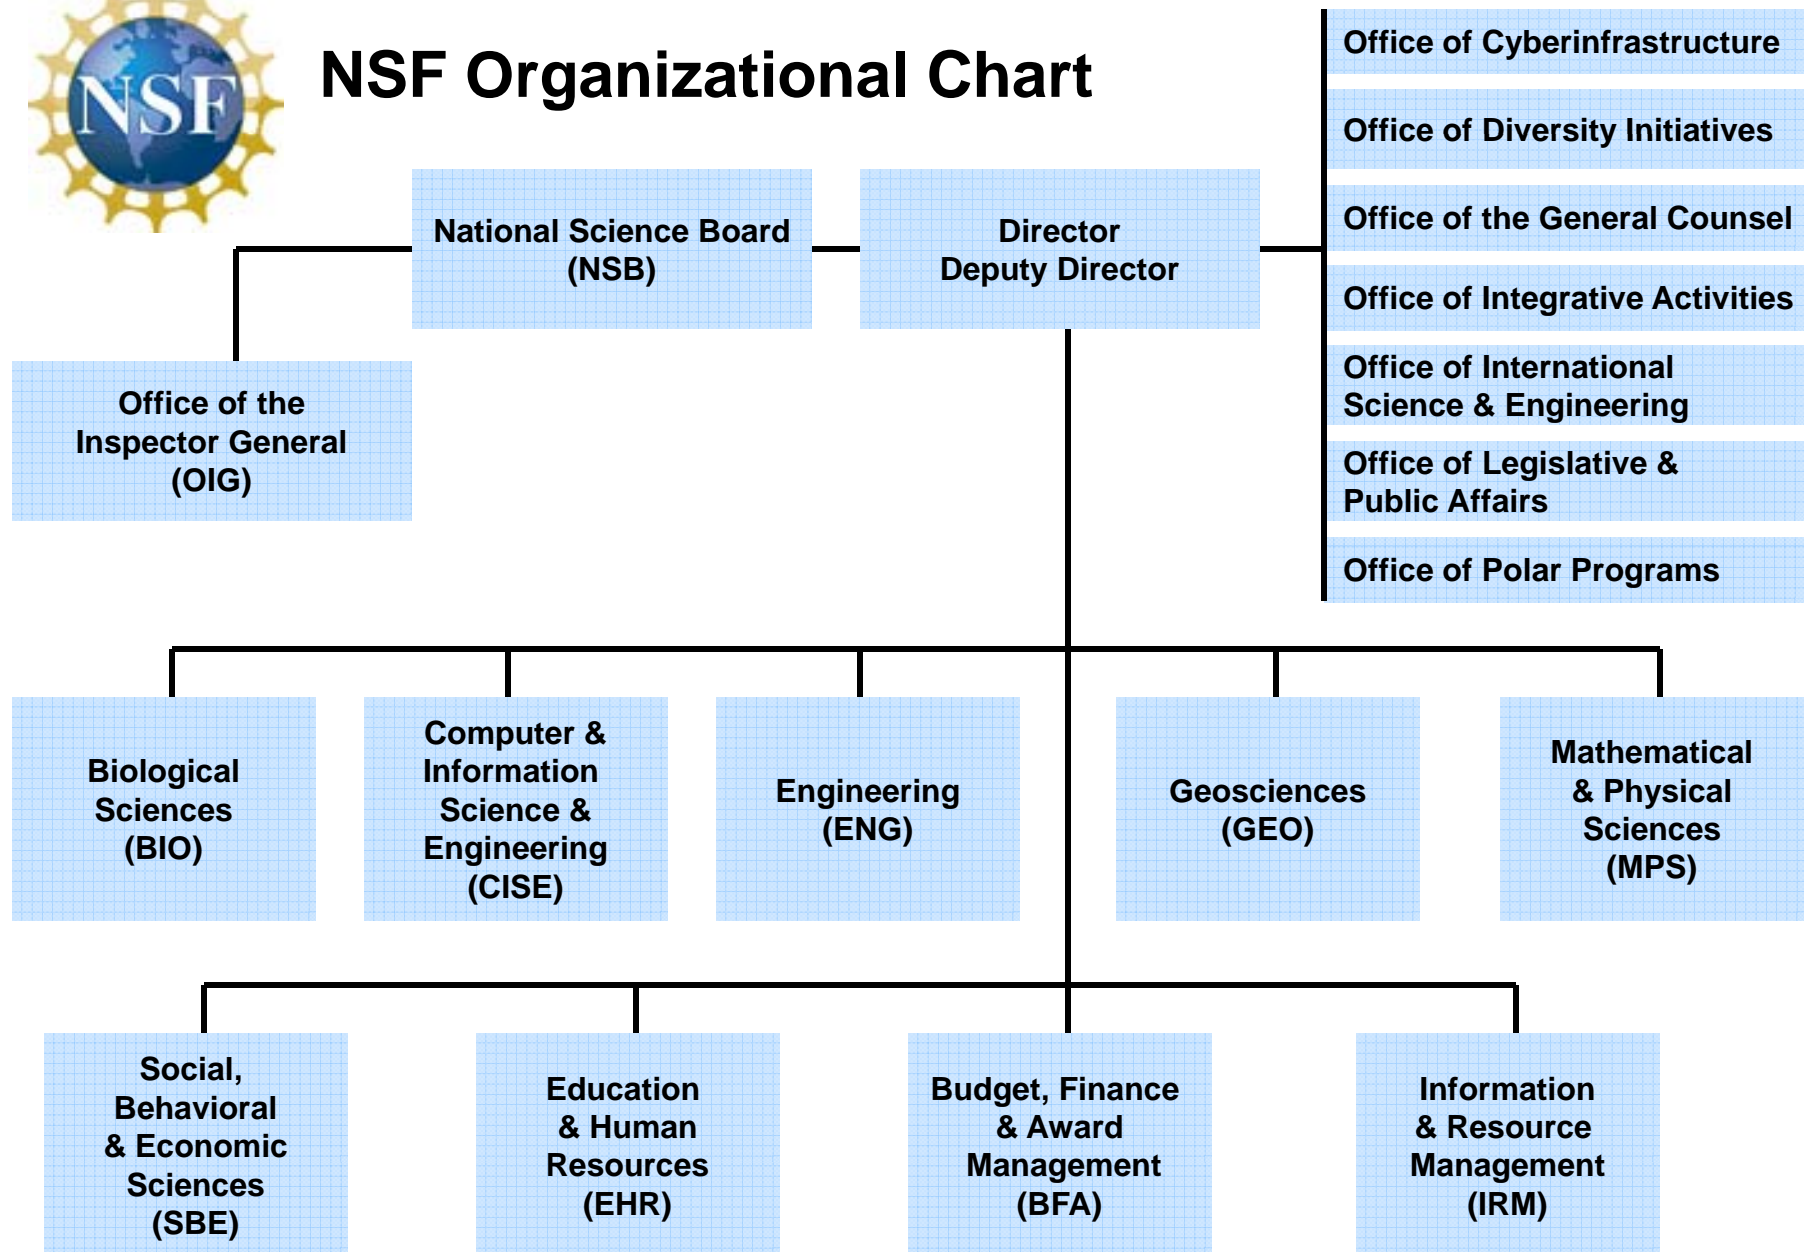 NSF
NSF Organizational Chart
Office of Cyberinfrastructure
Office of Diversity Initiatives
Office of the General Counsel
Office of Integrative Activities
Office of International
Science & Engineering
Office of Legislative &
Public Affairs
Office of Polar Programs
National Science Board
(NSB)
Director
Deputy Director
Office of the
Inspector General
(OIG)
Biological
Sciences
(BIO)
Computer &
Information
Science &
Engineering
(CISE)
Engineering
(ENG)
Geosciences
(GEO)
Mathematical
& Physical
Sciences
(MPS)
Social,
Behavioral
& Economic
Sciences
(SBE)
Education
& Human
Resources
(EHR)
Budget, Finance
& Award
Management
(BFA)
Information
& Resource
Management
(IRM)